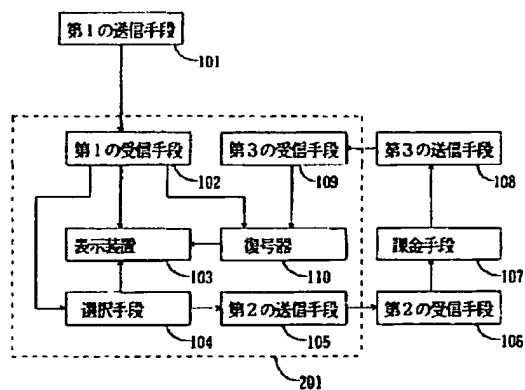 第1の送信手段
101
第1の受信手段
102
第3の受信手段
109
第3の送信手段
108
表示装置
103
復号器
110
課金手段
107
選択手段
104
第2の送信手段
105
第2の受信手段
106
201